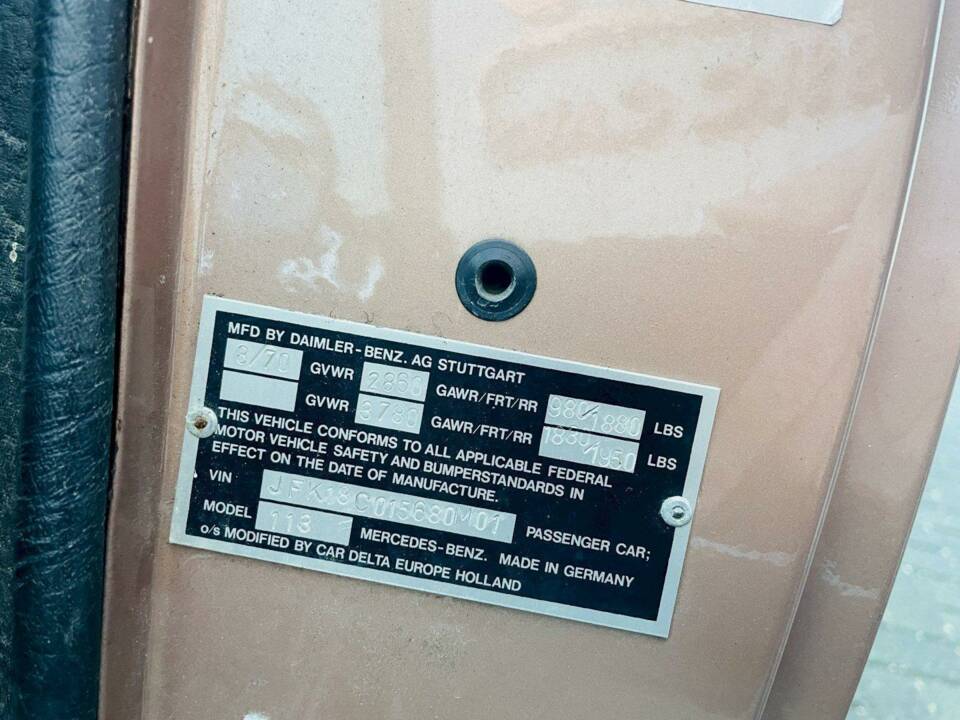 MFD BY DAIMLER-BENZ. AG STUTTGART
8/70 GVWR 2860 GAWR/FRT/RR 980/1880 LBS
GVWR 3780 GAWR/FRT/RR 1830/1950 LBS
THIS VEHICLE CONFORMS TO ALL APPLICABLE FEDERAL
MOTOR VEHICLE SAFETY AND BUMPERSTANDARDS IN
EFFECT ON THE DATE OF MANUFACTURE.
VIN JFK18C015680M01 PASSENGER CAR;
MODEL 113 MERCEDES-BENZ. MADE IN GERMANY
o/s MODIFIED BY CAR DELTA EUROPE HOLLAND